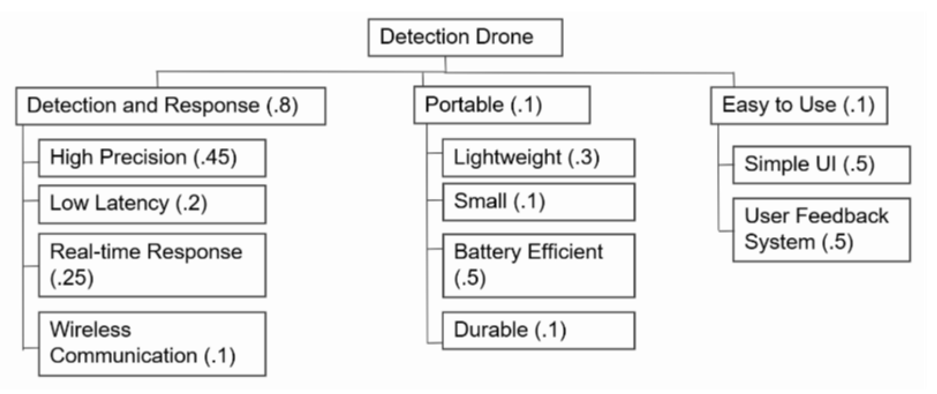 Detection Drone
Detection and Response (.8)
High Precision (.45)
Low Latency (.2)
Real-time Response
(.25)
Wireless
Communication (.1)
Portable (.1)
Lightweight (.3)
Small (.1)
Battery Efficient
(.5)
Durable (.1)
Easy to Use (.1)
Simple UI (.5)
User Feedback
System (.5)